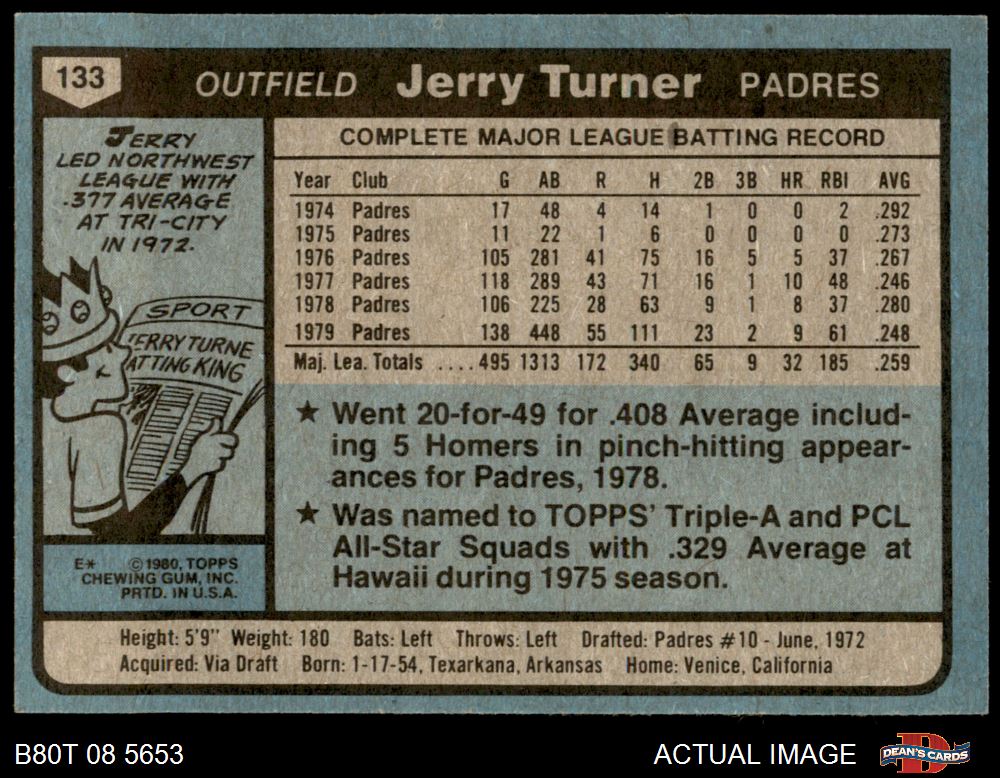 133 OUTFIELD Jerry Turner PADRES
JERRY
LED NORTHWEST
LEAGUE WITH
.377 AVERAGE
AT TRI-CITY
IN 1972.
SPORT
ERRY TURNE
ATTING KING
E* ©1980, TOPPS
CHEWING GUM, INC.
PRTD. IN U.S.A.
COMPLETE MAJOR LEAGUE BATTING RECORD
Year Club G AB R H 2B 3B HR RBI AVG
1974 Padres 17 48 4 14 1 0 0 2 .292
1975 Padres 11 22 1 6 0 0 0 0 .273
1976 Padres 105 281 41 75 16 5 5 37 .267
1977 Padres 118 289 43 71 16 1 10 48 .246
1978 Padres 106 225 28 63 9 1 8 37 .280
1979 Padres 138 448 55 111 23 2 9 61 .248
Maj. Lea. Totals ....495 1313 172 340 65 9 32 185 .259
★ Went 20-for-49 for .408 Average includ-
ing 5 Homers in pinch-hitting appear-
ances for Padres, 1978.
★ Was named to TOPPS' Triple-A and PCL
All-Star Squads with .329 Average at
Hawaii during 1975 season.
Height: 5'9" Weight: 180 Bats: Left Throws: Left Drafted: Padres #10 - June, 1972
Acquired: Via Draft Born: 1-17-54, Texarkana, Arkansas Home: Venice, California
B80T 08 5653 ACTUAL IMAGE DEAN'S CARDS